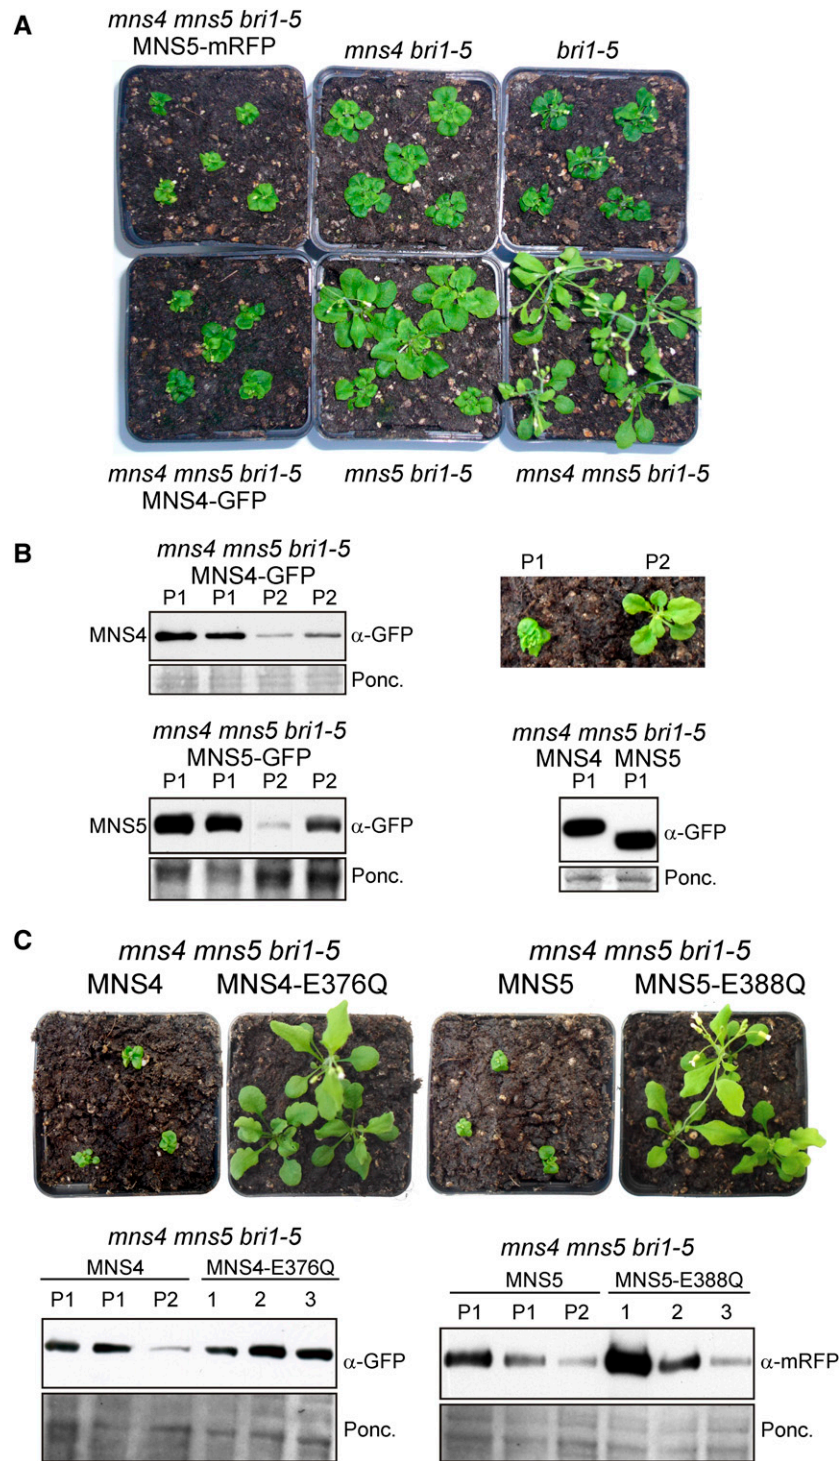 A
mns4 mns5 bri1-5
MNS5-mRFP
mns4 bri1-5
bri1-5
mns4 mns5 bri1-5
MNS4-GFP
mns5 bri1-5
mns4 mns5 bri1-5
B
mns4 mns5 bri1-5
MNS4-GFP
P1 P1 P2 P2
MNS4
α-GFP
Ponc.
P1 P2
mns4 mns5 bri1-5
MNS5-GFP
P1 P1 P2 P2
MNS5
α-GFP
Ponc.
mns4 mns5 bri1-5
MNS4 MNS5
P1 P1
α-GFP
Ponc.
C
mns4 mns5 bri1-5
MNS4 MNS4-E376Q
mns4 mns5 bri1-5
MNS5 MNS5-E388Q
mns4 mns5 bri1-5
MNS4 MNS4-E376Q
P1 P1 P2 1 2 3
α-GFP
Ponc.
mns4 mns5 bri1-5
MNS5 MNS5-E388Q
P1 P1 P2 1 2 3
α-mRFP
Ponc.